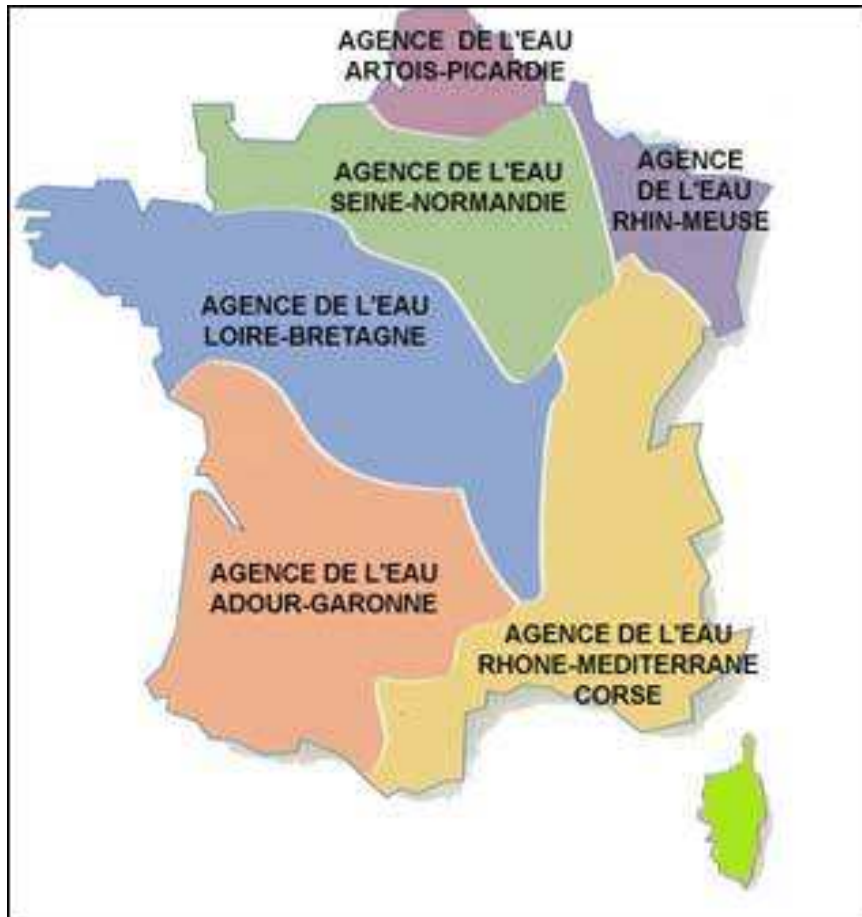 AGENCE DE L'EAU
ARTOIS-PICARDIE
AGENCE DE L'EAU
SEINE-NORMANDIE
AGENCE
DE L'EAU
RHIN-MEUSE
AGENCE DE L'EAU
LOIRE-BRETAGNE
AGENCE DE L'EAU
ADOUR-GARONNE
AGENCE DE L'EAU
RHONE-MEDITERRANE
CORSE